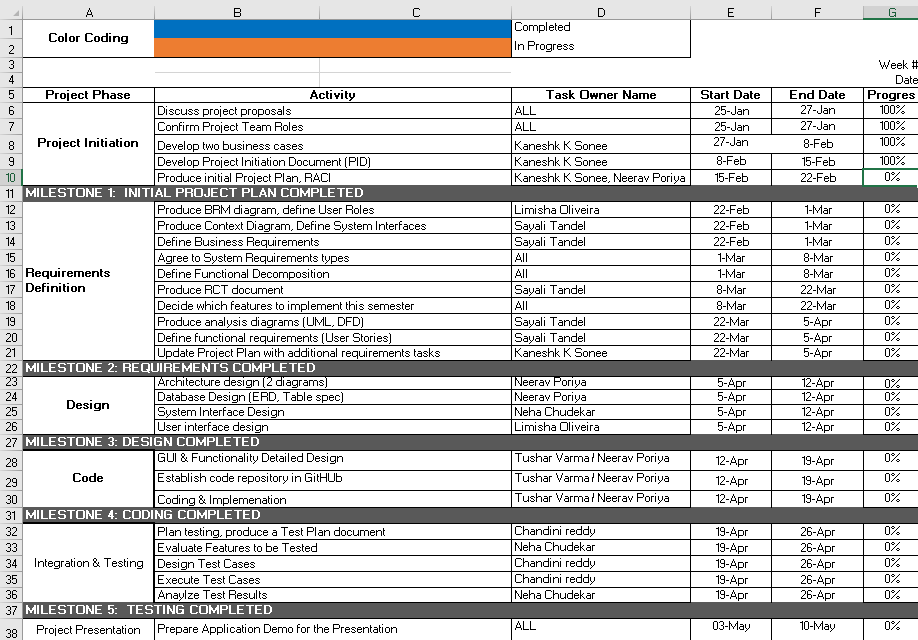 A B C D E F G
1 Color Coding Completed
2 In Progress
3 Week #
4 Date
5 Project Phase Activity Task Owner Name Start Date End Date Progres
6 Discuss project proposals ALL 25-Jan 27-Jan 100%
7 Confirm Project Team Roles ALL 25-Jan 27-Jan 100%
8 Project Initiation Develop two business cases Kaneshk K Sonee 27-Jan 8-Feb 100%
9 Develop Project Initiation Document (PID) Kaneshk K Sonee 8-Feb 15-Feb 100%
10 Produce initial Project Plan, RACI Kaneshk K Sonee, Neerav Poriya 15-Feb 22-Feb 0%
11 MILESTONE 1: INITIAL PROJECT PLAN COMPLETED
12 Produce BRM diagram, define User Roles Limisha Oliveira 22-Feb 1-Mar 0%
13 Produce Context Diagram, Define System Interfaces Sayali Tandel 22-Feb 1-Mar 0%
14 Define Business Requirements Sayali Tandel 22-Feb 1-Mar 0%
15 Agree to System Requirements types All 1-Mar 8-Mar 0%
16 Requirements Definition Define Functional Decomposition All 1-Mar 8-Mar 0%
17 Produce RCT document Sayali Tandel 8-Mar 22-Mar 0%
18 Decide which features to implement this semester All 8-Mar 22-Mar 0%
19 Produce analysis diagrams (UML, DFD) Sayali Tandel 22-Mar 5-Apr 0%
20 Define functional requirements (User Stories) Sayali Tandel 22-Mar 5-Apr 0%
21 Update Project Plan with additional requirements tasks Kaneshk K Sonee 22-Mar 5-Apr 0%
22 MILESTONE 2: REQUIREMENTS COMPLETED
23 Architecture design (2 diagrams) Neerav Poriya 5-Apr 12-Apr 0%
24 Database Design (ERD, Table spec) Neerav Poriya 5-Apr 12-Apr 0%
25 Design System Interface Design Neha Chudekar 5-Apr 12-Apr 0%
26 User interface design Limisha Oliveira 5-Apr 12-Apr 0%
27 MILESTONE 3: DESIGN COMPLETED
28 GUI & Functionality Detailed Design Tushar Varma / Neerav Poriya 12-Apr 19-Apr 0%
29 Code Establish code repository in GitHUb Tushar Varma / Neerav Poriya 12-Apr 19-Apr 0%
30 Coding & Implemenation Tushar Varma / Neerav Poriya 12-Apr 19-Apr 0%
31 MILESTONE 4: CODING COMPLETED
32 Plan testing, produce a Test Plan document Chandini reddy 19-Apr 26-Apr 0%
33 Evaluate Features to be Tested Neha Chudekar 19-Apr 26-Apr 0%
34 Integration & Testing Design Test Cases Chandini reddy 19-Apr 26-Apr 0%
35 Execute Test Cases Chandini reddy 19-Apr 26-Apr 0%
36 Anaylze Test Results Neha Chudekar 19-Apr 26-Apr 0%
37 MILESTONE 5: TESTING COMPLETED
38 Project Presentation Prepare Application Demo for the Presentation ALL 03-May 10-May 0%